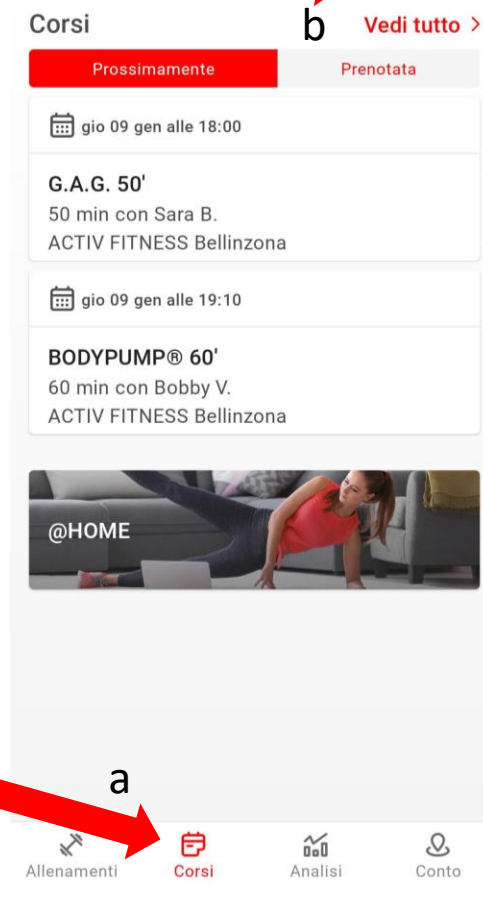 Corsi
b
Vedi tutto >
Prossimamente
Prenotata
gio 09 gen alle 18:00
G.A.G. 50'
50 min con Sara B.
ACTIV FITNESS Bellinzona
gio 09 gen alle 19:10
BODYPUMP® 60'
60 min con Bobby V.
ACTIV FITNESS Bellinzona
@HOME
a
Allenamenti
Corsi
Analisi
Conto